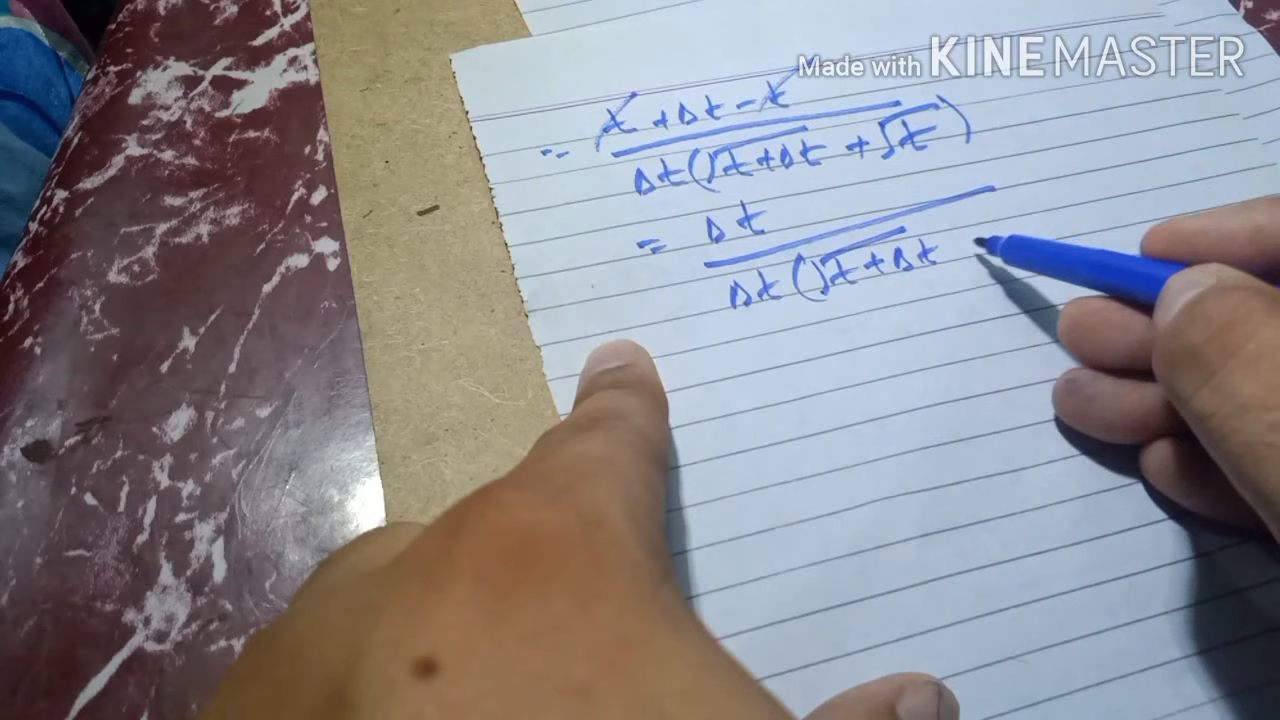 Made with KINEMASTER
= t + Δt - t
Δt(√t+Δt + √t)
= Δt
Δt(√t+Δt